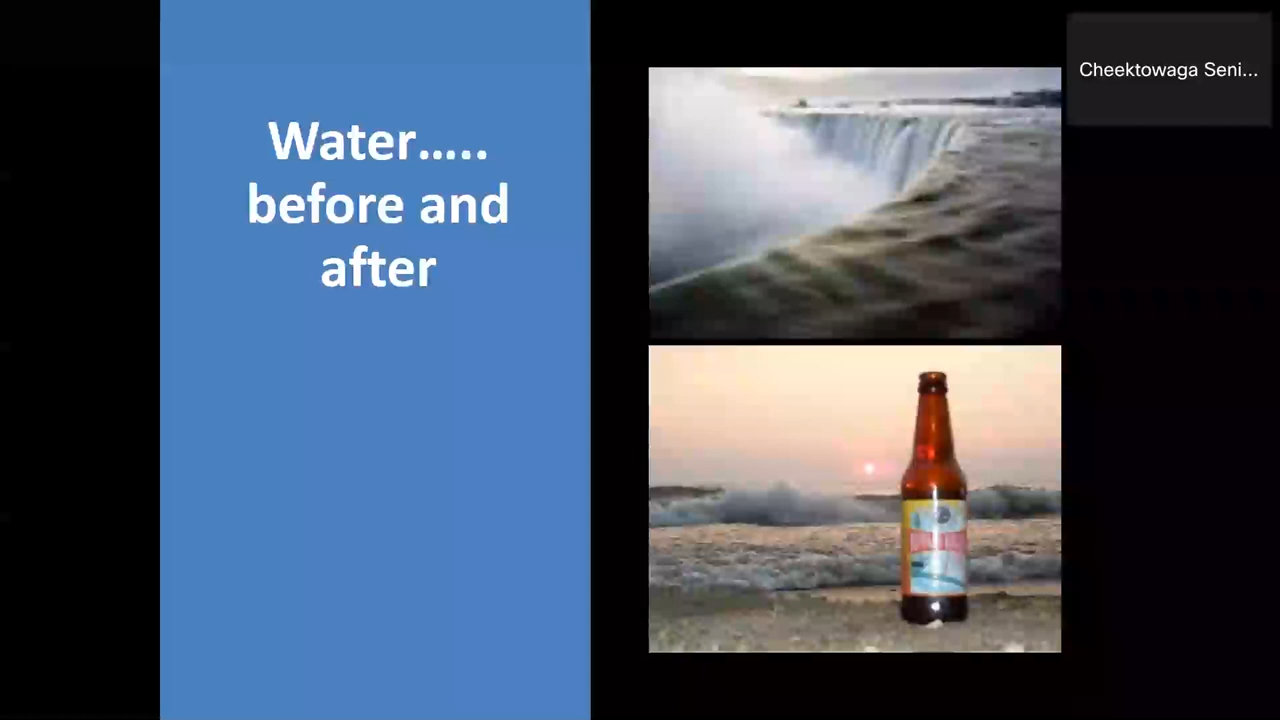 Water…..
before and
after
Cheektowaga Seni...